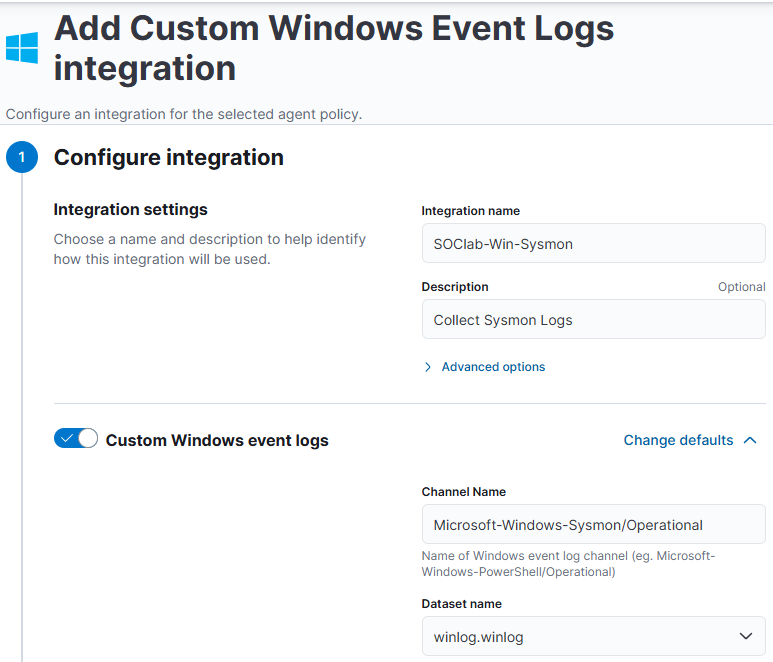 Add Custom Windows Event Logs
integration
Configure an integration for the selected agent policy.
1
Configure integration
Integration settings
Choose a name and description to help identify
how this integration will be used.
Integration name
SOClab-Win-Sysmon
Description
Optional
Collect Sysmon Logs
Advanced options
Custom Windows event logs
Change defaults
Channel Name
Microsoft-Windows-Sysmon/Operational
Name of Windows event log channel (eg. Microsoft-
Windows-PowerShell/Operational)
Dataset name
winlog.winlog